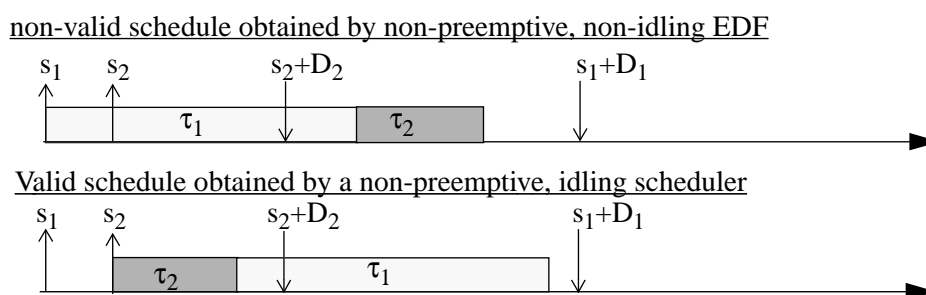 non-valid schedule obtained by non-preemptive, non-idling EDF
s1 s2 s2+D2 s1+D1
τ1 τ2
Valid schedule obtained by a non-preemptive, idling scheduler
s1 s2 s2+D2 s1+D1
τ2 τ1